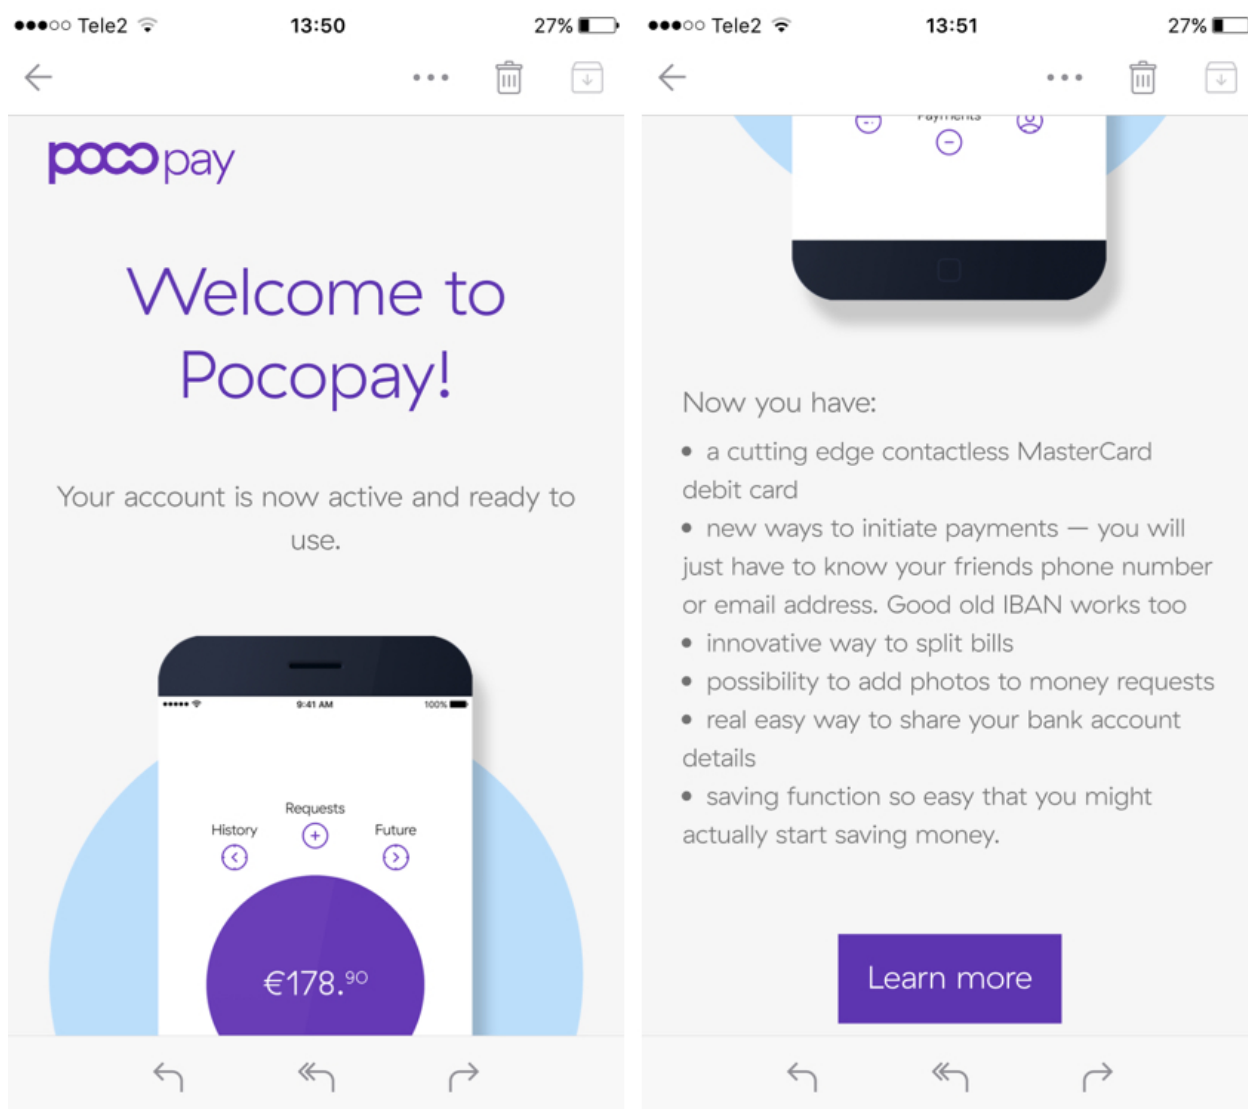 Tele2 13:50 27%
pocopay
Welcome to
Pocopay!
Your account is now active and ready to
use.
9:41 AM 100%
Requests
History Future
€178.90
Tele2 13:51 27%
Payments
Now you have:
• a cutting edge contactless MasterCard
debit card
• new ways to initiate payments — you will
just have to know your friends phone number
or email address. Good old IBAN works too
• innovative way to split bills
• possibility to add photos to money requests
• real easy way to share your bank account
details
• saving function so easy that you might
actually start saving money.
Learn more